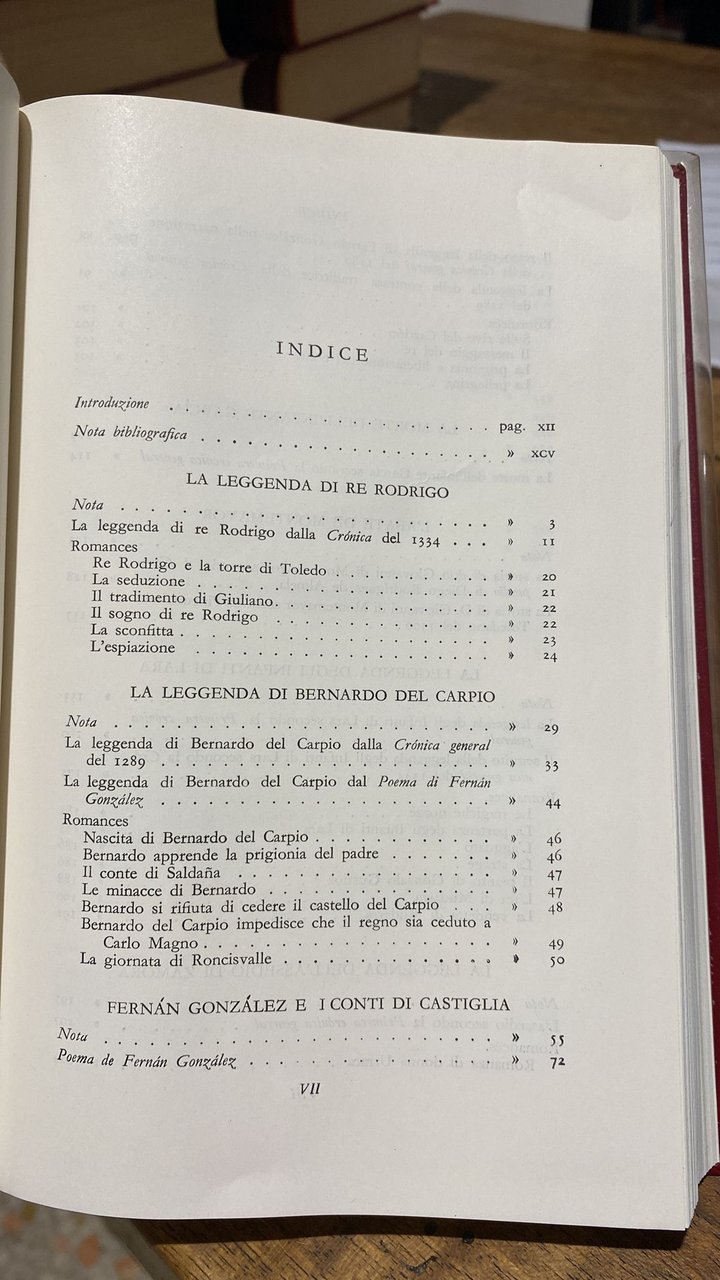 INDICE
Introduzione . . . . . . . . . . . . . . . . . . . . pag. XII
Nota bibliografica . . . . . . . . . . . . . . . . . . » XCV
LA LEGGENDA DI RE RODRIGO
Nota . . . . . . . . . . . . . . . . . . . . . . . » 3
La leggenda di re Rodrigo dalla Crónica del 1334 . . . » 11
Romances
Re Rodrigo e la torre di Toledo . . . . . . . . . . » 20
La seduzione . . . . . . . . . . . . . . . . . . » 21
Il tradimento di Giuliano . . . . . . . . . . . . . » 22
Il sogno di re Rodrigo . . . . . . . . . . . . . . » 22
La sconfitta . . . . . . . . . . . . . . . . . . . » 23
L'espiazione . . . . . . . . . . . . . . . . . . » 24
LA LEGGENDA DI BERNARDO DEL CARPIO
Nota . . . . . . . . . . . . . . . . . . . . . . . » 29
La leggenda di Bernardo del Carpio dalla Crónica general
del 1289 . . . . . . . . . . . . . . . . . . . . » 33
La leggenda di Bernardo del Carpio dal Poema di Fernán
González . . . . . . . . . . . . . . . . . . . . » 44
Romances
Nascita di Bernardo del Carpio . . . . . . . . . . . » 46
Bernardo apprende la prigionia del padre . . . . . . » 46
Il conte di Saldaña . . . . . . . . . . . . . . . » 47
Le minacce di Bernardo . . . . . . . . . . . . . » 47
Bernardo si rifiuta di cedere il castello del Carpio . . . » 48
Bernardo del Carpio impedisce che il regno sia ceduto a
Carlo Magno . . . . . . . . . . . . . . . . . » 49
La giornata di Roncisvalle . . . . . . . . . . . . » 50
FERNÁN GONZÁLEZ E I CONTI DI CASTIGLIA
Nota . . . . . . . . . . . . . . . . . . . . . . . » 55
Poema de Fernán González . . . . . . . . . . . . . . » 72
VII